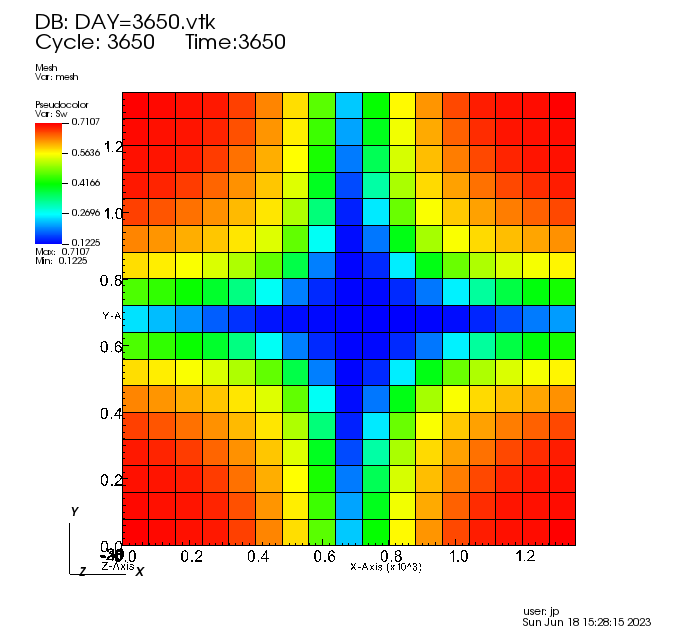 DB: DAY=3650.vtk
Cycle: 3650 Time:3650
Mesh
Var: mesh
Pseudocolor
Var: Sw
0.7107
0.5636
0.4166
0.2696
0.1225
Max: 0.7107
Min: 0.1225
1.2
1.0
0.8
Y-A
0.6
0.4
0.2
0.0
0.0 0.2 0.4 0.6 0.8 1.0 1.2
Z-Axis
X-Axis (x10^3)
Y
Z X
user: jp
Sun Jun 18 15:28:15 2023